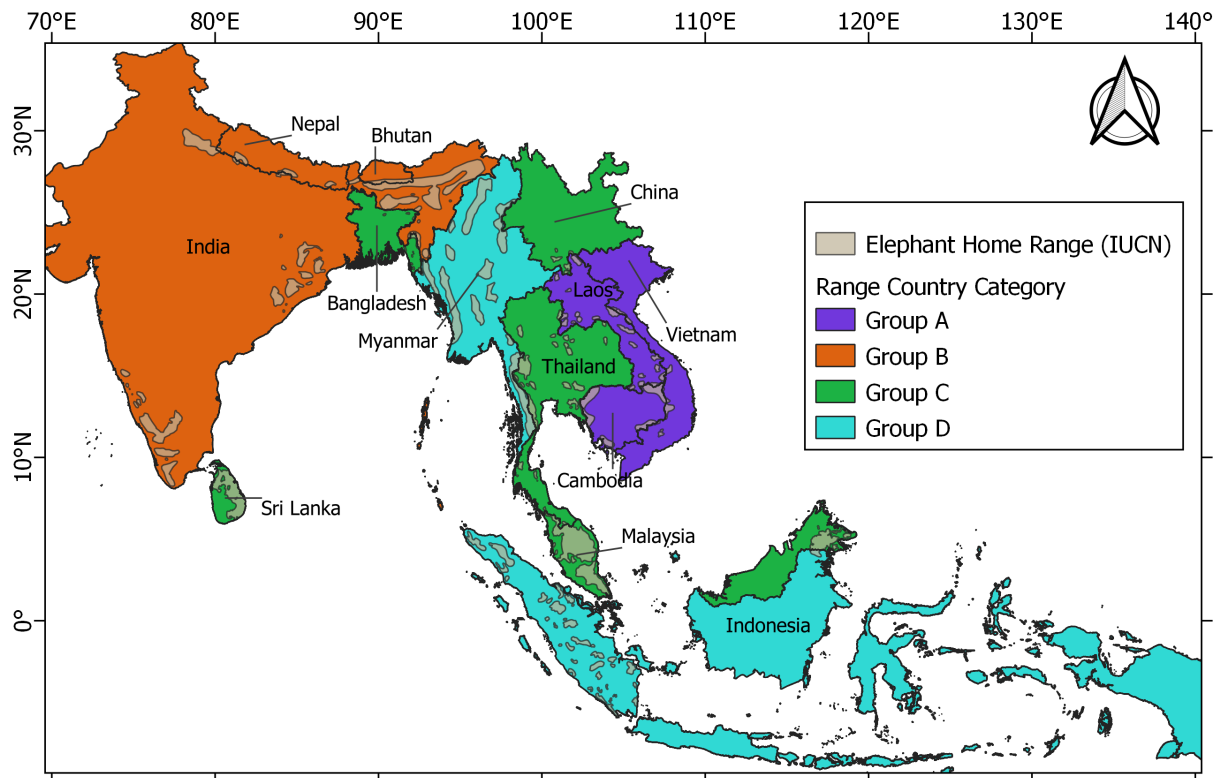 70°E 80°E 90°E 100°E 110°E 120°E 130°E 140°E
30°N
20°N
10°N
0°
Nepal
Bhutan
China
India
Bangladesh
Myanmar
Laos
Vietnam
Thailand
Cambodia
Sri Lanka
Malaysia
Indonesia
Elephant Home Range (IUCN)
Range Country Category
Group A
Group B
Group C
Group D